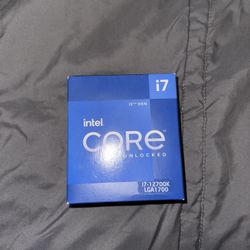 i7
12TH GEN
intel
CORE
UNLOCKED
i7-12700K
LGA1700